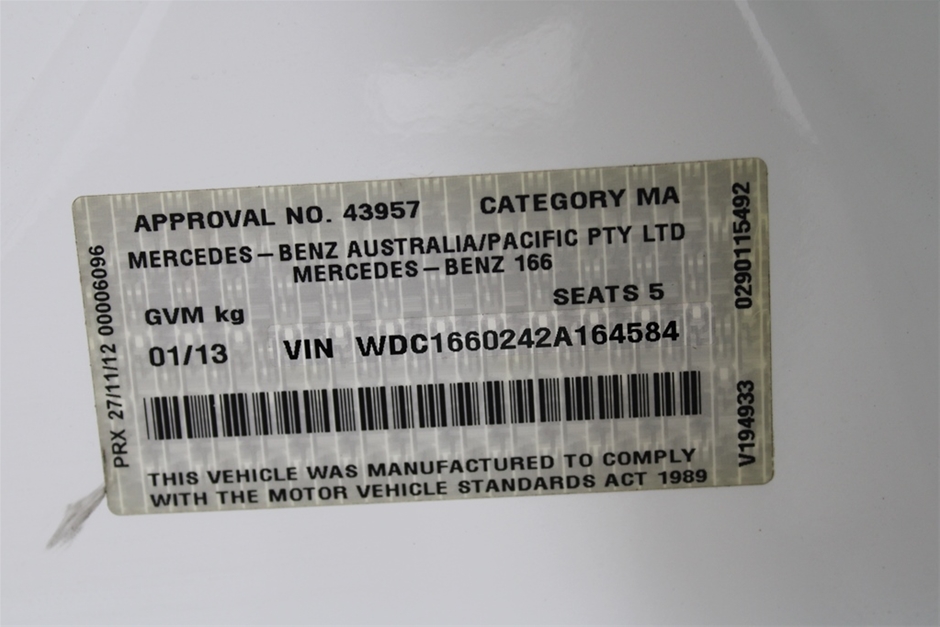 APPROVAL NO. 43957 CATEGORY MA
MERCEDES-BENZ AUSTRALIA/PACIFIC PTY LTD
MERCEDES-BENZ 166
SEATS 5
GVM kg
01/13 VIN WDC1660242A164584
THIS VEHICLE WAS MANUFACTURED TO COMPLY
WITH THE MOTOR VEHICLE STANDARDS ACT 1989
PRX 27/11/12 00006096
V194933 0290115492